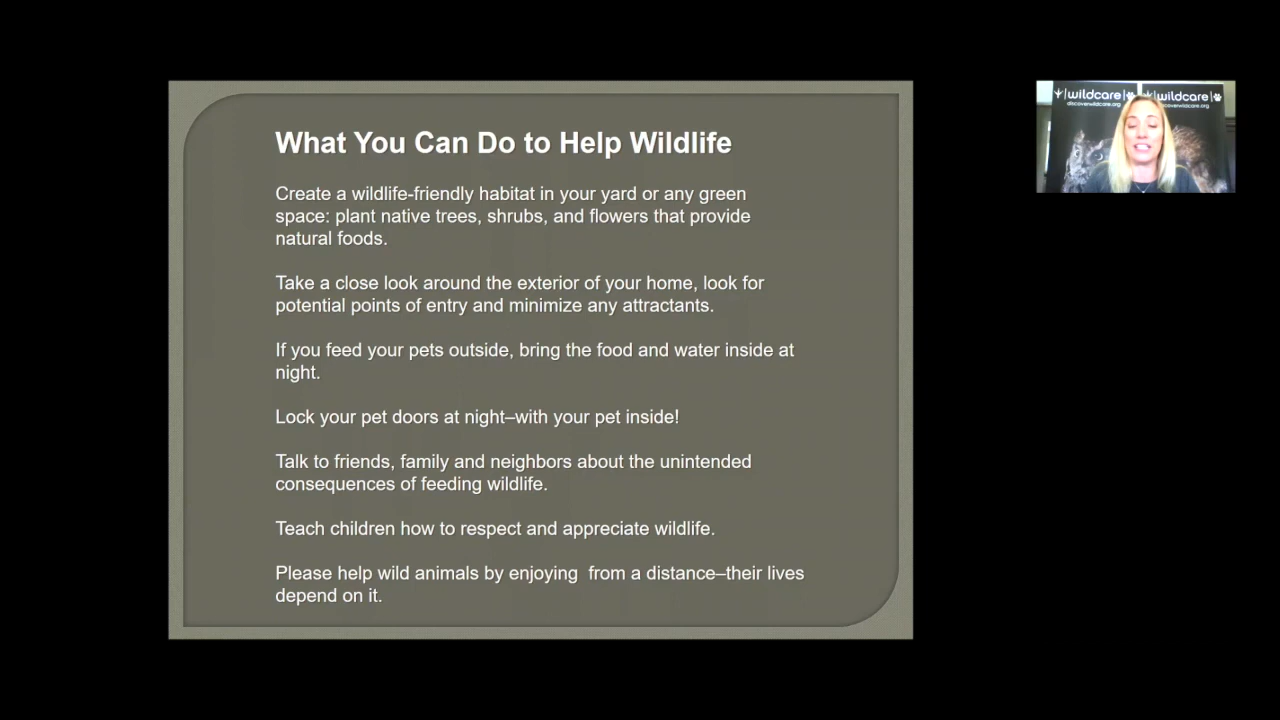 What You Can Do to Help Wildlife
Create a wildlife-friendly habitat in your yard or any green
space: plant native trees, shrubs, and flowers that provide
natural foods.
Take a close look around the exterior of your home, look for
potential points of entry and minimize any attractants.
If you feed your pets outside, bring the food and water inside at
night.
Lock your pet doors at night–with your pet inside!
Talk to friends, family and neighbors about the unintended
consequences of feeding wildlife.
Teach children how to respect and appreciate wildlife.
Please help wild animals by enjoying  from a distance–their lives
depend on it.
wildcare
discoverwildcare.org
wildcare